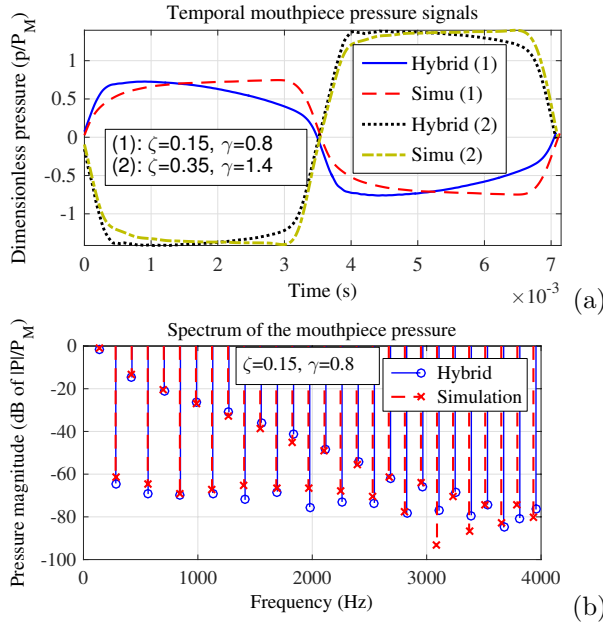 Temporal mouthpiece pressure signals
Dimensionless pressure (p/P_M)
1
0.5
0
-0.5
-1
Hybrid (1)
Simu (1)
Hybrid (2)
Simu (2)
(1): ζ=0.15, γ=0.8
(2): ζ=0.35, γ=1.4
0 1 2 3 4 5 6 7
Time (s)
×10^-3
(a)
Spectrum of the mouthpiece pressure
Pressure magnitude (dB of |P|/P_M)
0
-20
-40
-60
-80
-100
ζ=0.15, γ=0.8
Hybrid
Simulation
0 1000 2000 3000 4000
Frequency (Hz)
(b)